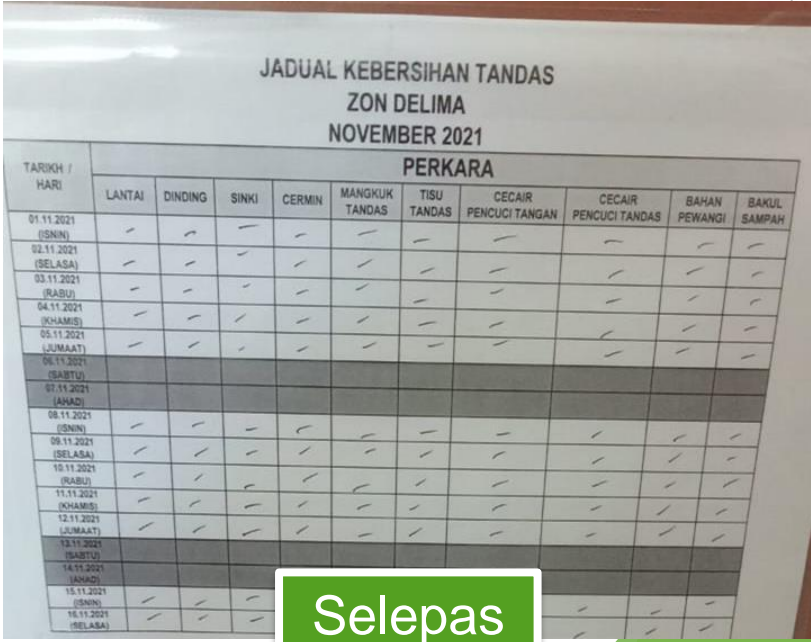 JADUAL KEBERSIHAN TANDAS
ZON DELIMA
NOVEMBER 2021
TARIKH / HARI PERKARA
LANTAI DINDING SINKI CERMIN MANGKUK TANDAS TISU TANDAS CECAIR PENCUCI TANGAN CECAIR PENCUCI TANDAS BAHAN PEWANGI BAKUL SAMPAH
01.11.2021
(ISNIN)
02.11.2021
(SELASA)
03.11.2021
(RABU)
04.11.2021
(KHAMIS)
05.11.2021
(JUMAAT)
06.11.2021
(SABTU)
07.11.2021
(AHAD)
08.11.2021
(ISNIN)
09.11.2021
(SELASA)
10.11.2021
(RABU)
11.11.2021
(KHAMIS)
12.11.2021
(JUMAAT)
13.11.2021
(SABTU)
14.11.2021
(AHAD)
15.11.2021
(ISNIN)
16.11.2021
(SELASA)
Selepas